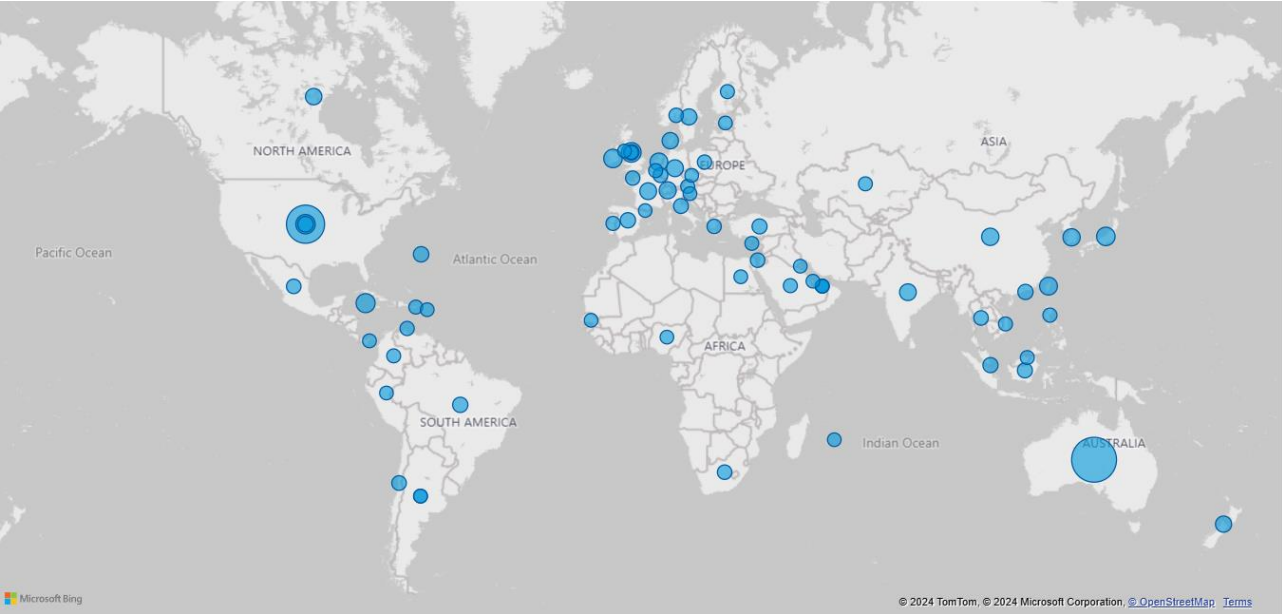 NORTH AMERICA
ASIA
EUROPE
Pacific Ocean
Atlantic Ocean
AFRICA
SOUTH AMERICA
Indian Ocean
AUSTRALIA
Microsoft Bing
© 2024 TomTom, © 2024 Microsoft Corporation, © OpenStreetMap Terms